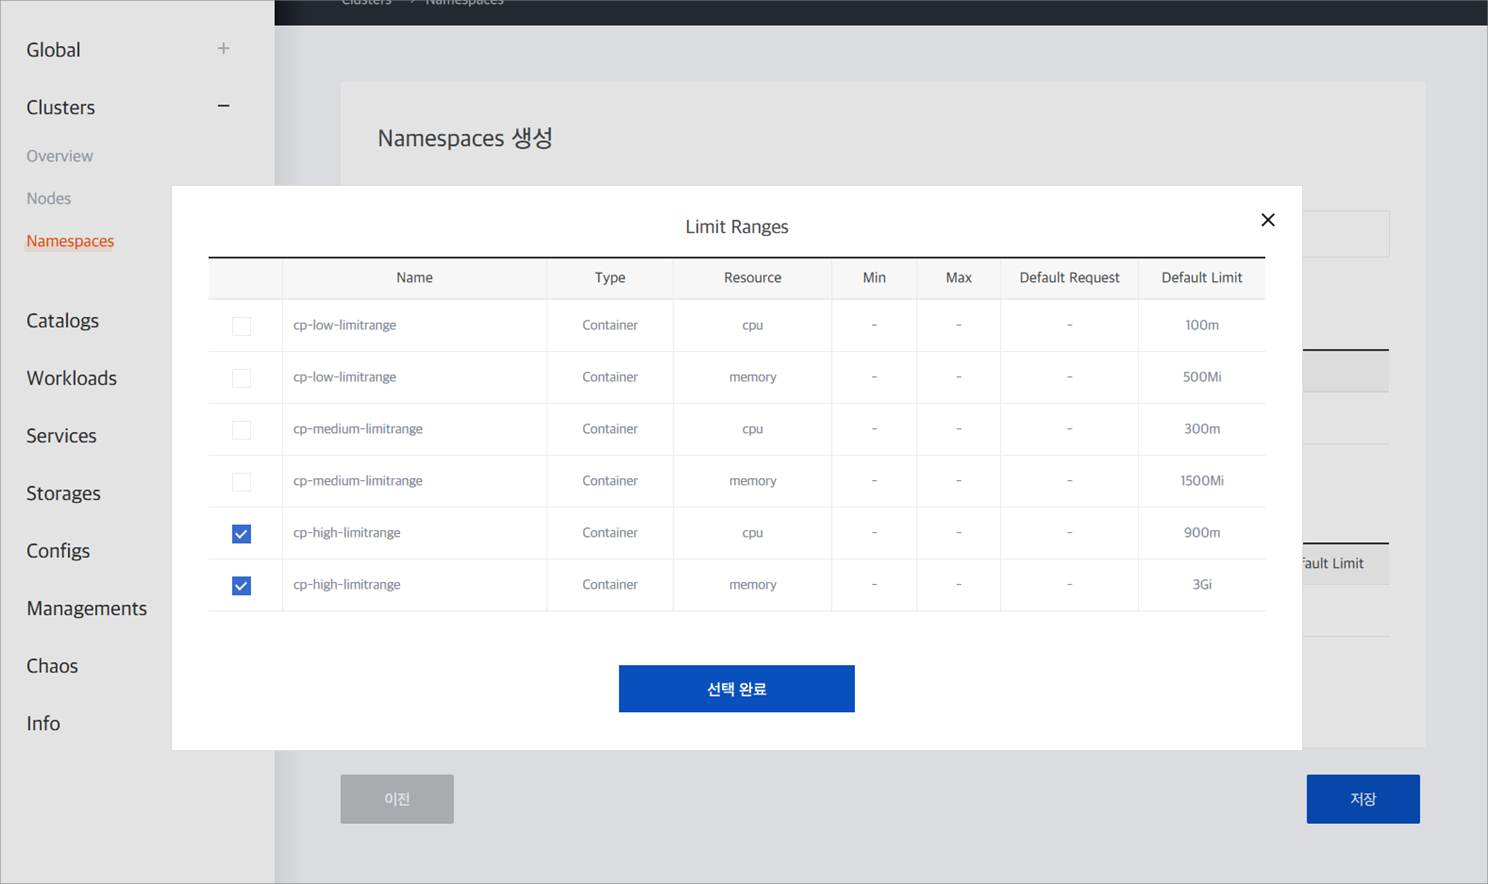 Clusters > Namespaces
Global +
Clusters −
Overview
Nodes
Namespaces
Catalogs
Workloads
Services
Storages
Configs
Managements
Chaos
Info
Namespaces 생성
Limit Ranges
Name Type Resource Min Max Default Request Default Limit
cp-low-limitrange Container cpu - - - 100m
cp-low-limitrange Container memory - - - 500Mi
cp-medium-limitrange Container cpu - - - 300m
cp-medium-limitrange Container memory - - - 1500Mi
cp-high-limitrange Container cpu - - - 900m
cp-high-limitrange Container memory - - - 3Gi
선택 완료
fault Limit
이전
저장